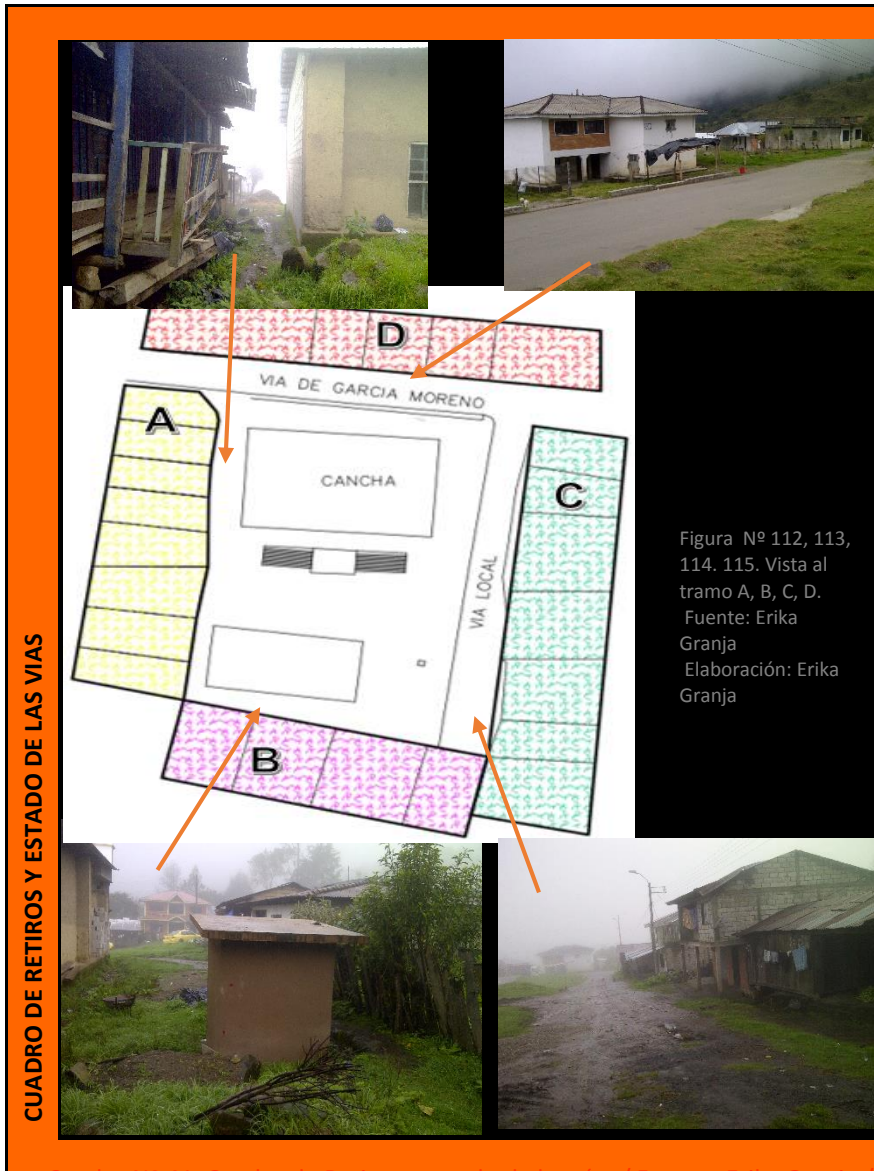 CUADRO DE RETIROS Y ESTADO DE LAS VIAS
D
VIA DE GARCIA MORENO
A
CANCHA
C
VIA LOCAL
B
Figura Nº 112, 113,
114. 115. Vista al
tramo A, B, C, D.
Fuente: Erika
Granja
Elaboración: Erika
Granja